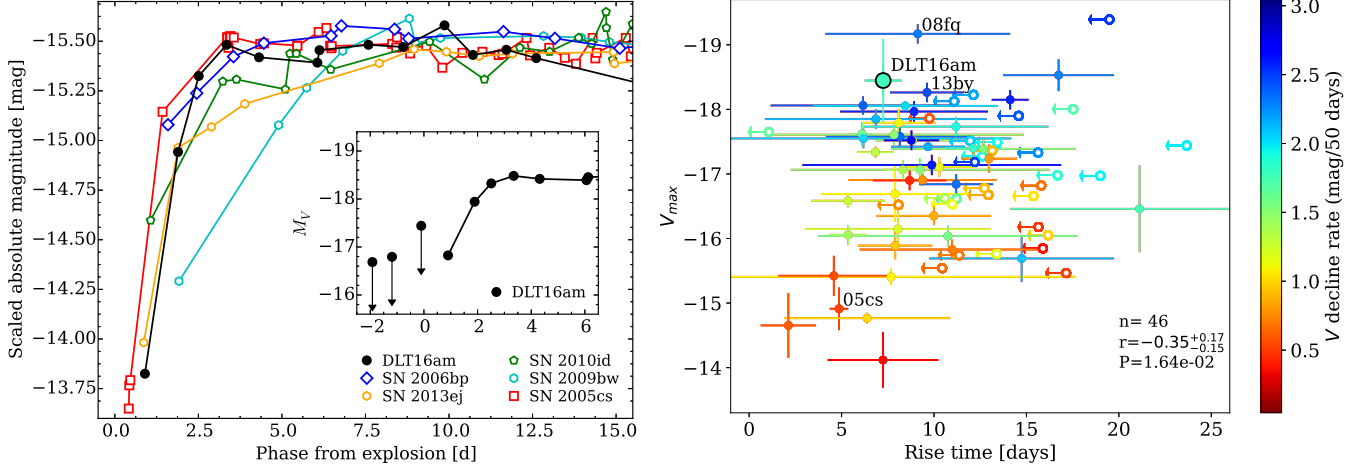 Scaled absolute magnitude [mag]
−15.50
−15.25
−15.00
−14.75
−14.50
−14.25
−14.00
−13.75
0.0 2.5 5.0 7.5 10.0 12.5 15.0
Phase from explosion [d]
M_V
−19
−18
−17
−16
−2 0 2 4 6
DLT16am
DLT16am
SN 2006bp
SN 2013ej
SN 2010id
SN 2009bw
SN 2005cs
V_max
−19
−18
−17
−16
−15
−14
0 5 10 15 20 25
Rise time [days]
08fq
DLT16am
13by
05cs
n= 46
r=−0.35+0.17−0.15
P=1.64e-02
3.0
2.5
2.0
1.5
1.0
0.5
V decline rate (mag/50 days)